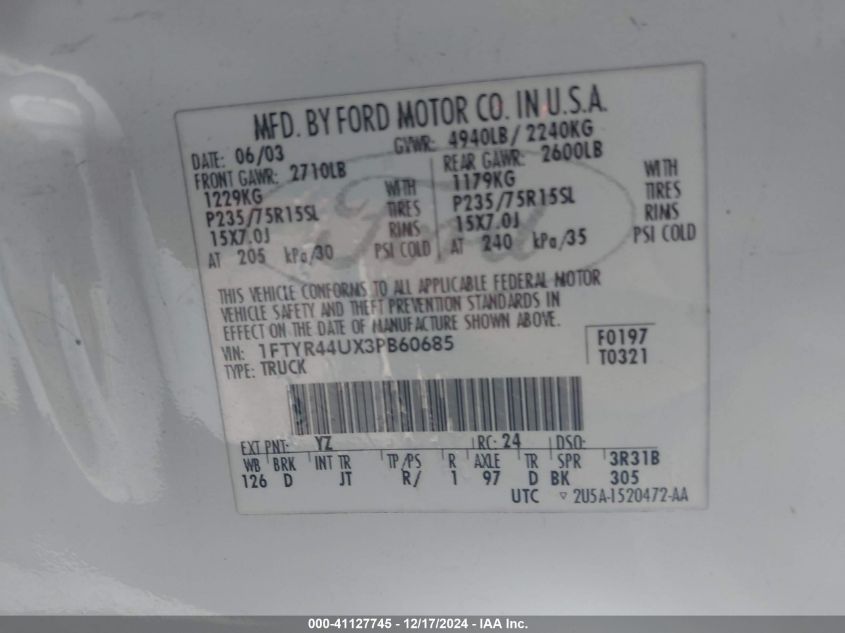 MFD. BY FORD MOTOR CO. IN U.S.A.
DATE: 06/03 GVWR: 4940LB/ 2240KG
FRONT GAWR: 2710LB REAR GAWR: 2600LB
1229KG WITH 1179KG WITH
P235/75R15SL TIRES P235/75R15SL TIRES
15X7.0J RIMS 15X7.0J RIMS
AT 205 kPa/30 PSI COLD AT 240 kPa/35 PSI COLD
Ford
THIS VEHICLE CONFORMS TO ALL APPLICABLE FEDERAL MOTOR
VEHICLE SAFETY AND THEFT PREVENTION STANDARDS IN
EFFECT ON THE DATE OF MANUFACTURE SHOWN ABOVE.
VIN: 1FTYR44UX3PB60685 F0197
TYPE: TRUCK T0321
EXT PNT: YZ RC: 24 DSO:
WB BRK INT TR TP/PS R AXLE TR SPR 3R31B
126 D JT R/ 1 97 D BK 305
UTC ▽ 2U5A-1520472-AA
000-41127745 - 12/17/2024 - IAA Inc.